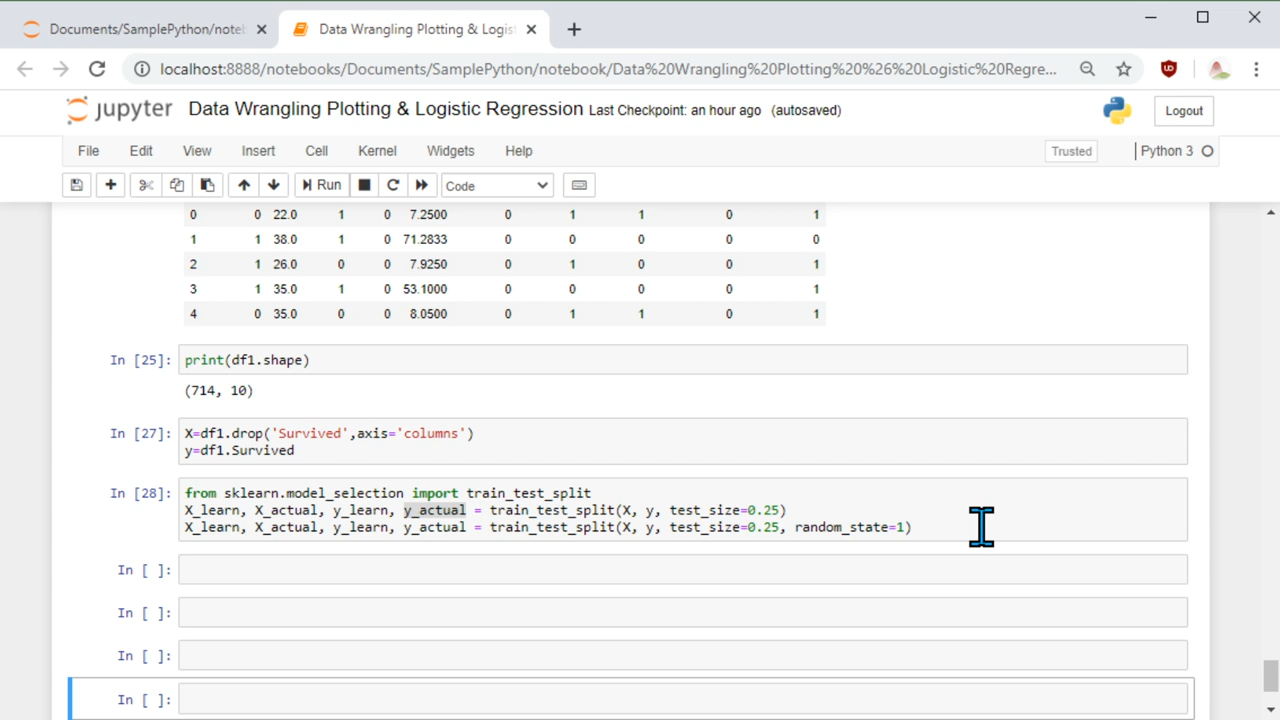 Documents/SamplePython/note
Data Wrangling Plotting & Logis
localhost:8888/notebooks/Documents/SamplePython/notebook/Data%20Wrangling%20Plotting%20%26%20Logistic%20Regre...
jupyter Data Wrangling Plotting & Logistic Regression Last Checkpoint: an hour ago (autosaved) Logout
File Edit View Insert Cell Kernel Widgets Help Trusted Python 3
Run Code
0 0 22.0 1 0 7.2500 0 1 1 0 1
1 1 38.0 1 0 71.2833 0 0 0 0 0
2 1 26.0 0 0 7.9250 0 1 0 0 1
3 1 35.0 1 0 53.1000 0 0 0 0 1
4 0 35.0 0 0 8.0500 0 1 1 0 1
In [25]: print(df1.shape)
(714, 10)
In [27]: X=df1.drop('Survived',axis='columns')
y=df1.Survived
In [28]: from sklearn.model_selection import train_test_split
X_learn, X_actual, y_learn, y_actual = train_test_split(X, y, test_size=0.25)
X_learn, X_actual, y_learn, y_actual = train_test_split(X, y, test_size=0.25, random_state=1)
In [ ]:
In [ ]:
In [ ]:
In [ ]: